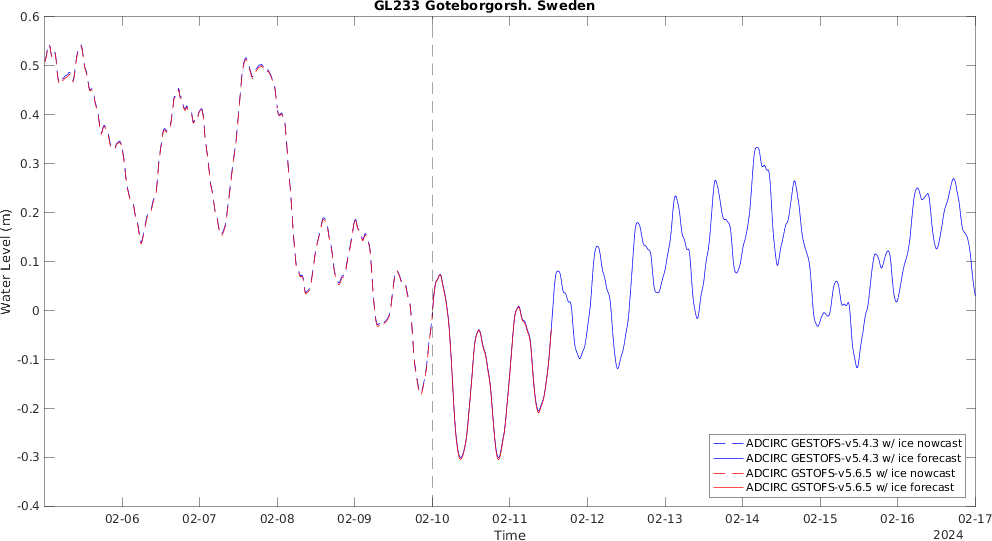 GL233 Goteborgorsh. Sweden
Water Level (m)
0.6
0.5
0.4
0.3
0.2
0.1
0
-0.1
-0.2
-0.3
-0.4
ADCIRC GESTOFS-v5.4.3 w/ ice nowcast
ADCIRC GESTOFS-v5.4.3 w/ ice forecast
ADCIRC GSTOFS-v5.6.5 w/ ice nowcast
ADCIRC GSTOFS-v5.6.5 w/ ice forecast
02-06 02-07 02-08 02-09 02-10 02-11 02-12 02-13 02-14 02-15 02-16 02-17
Time
2024